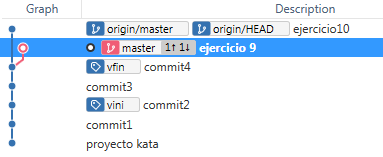 Graph Description
origin/master origin/HEAD ejercicio10
master 1↑ 1↓ ejercicio 9
vfin commit4
commit3
vini commit2
commit1
proyecto kata